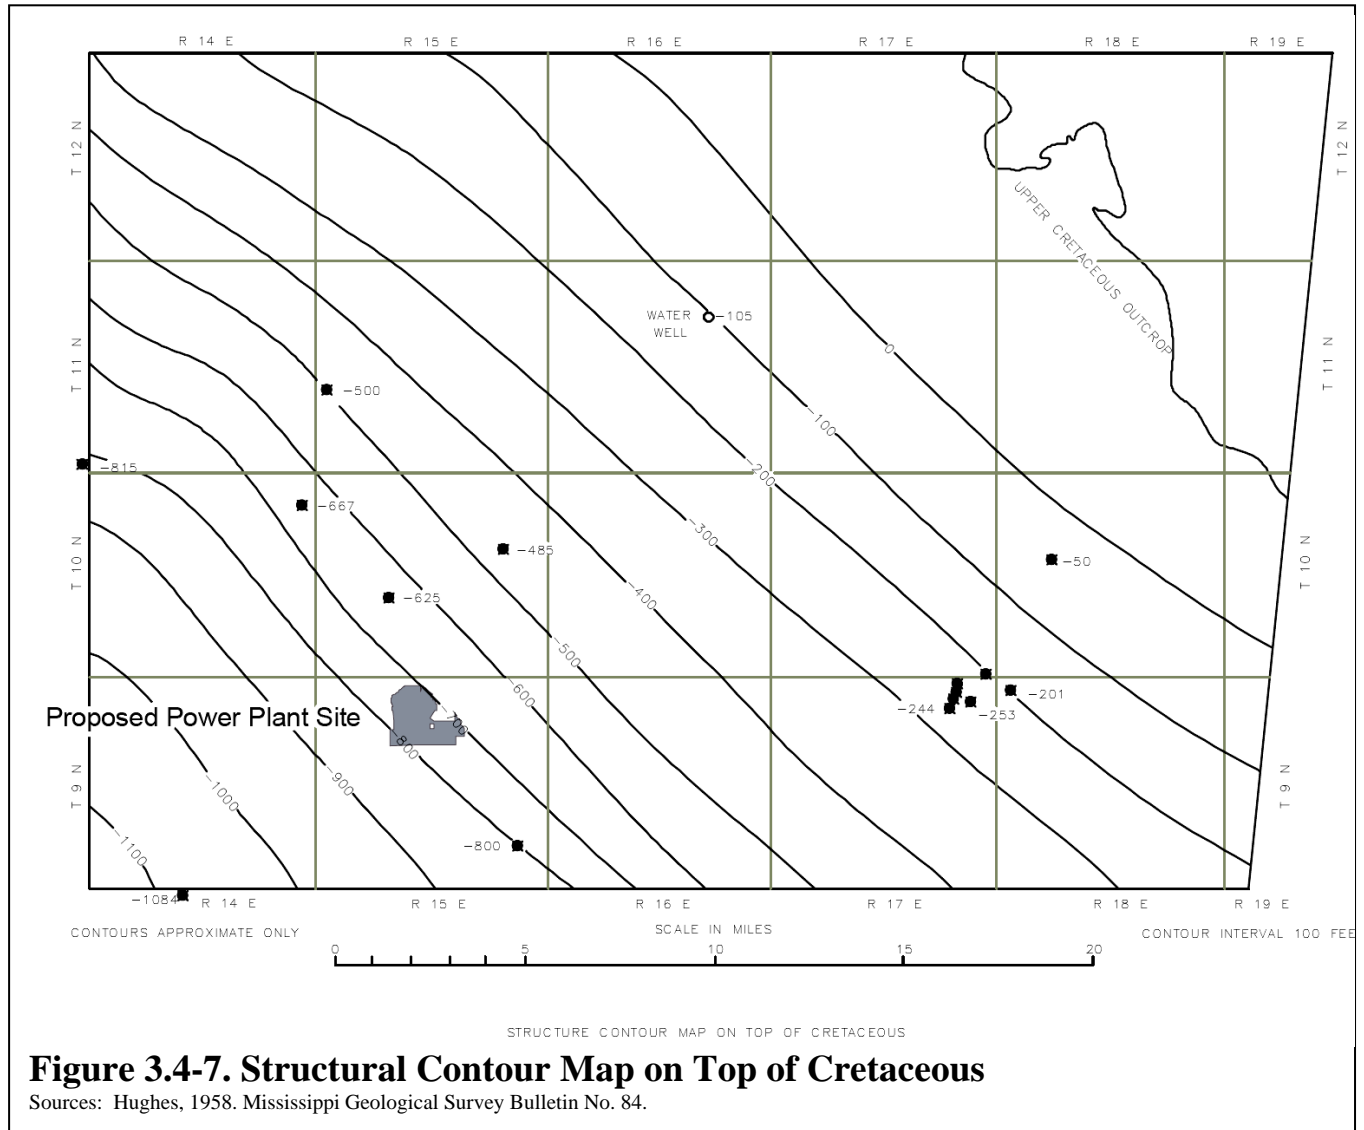 R 14 E R 15 E R 16 E R 17 E R 18 E R 19 E
T 12 N T 12 N
UPPER CRETACEOUS OUTCROP
WATER WELL -105
0
T 11 N T 11 N
-500
-100
-815
-200
-667
-300
-485
-50
T 10 N T 10 N
-625
-400
-500
-600
-201
-244
-253
Proposed Power Plant Site
-700
-800
-900
-1000
T 9 N T 9 N
-1100
-800
-1084
R 14 E R 15 E R 16 E R 17 E R 18 E R 19 E
CONTOURS APPROXIMATE ONLY
SCALE IN MILES
CONTOUR INTERVAL 100 FEE
0 5 10 15 20
STRUCTURE CONTOUR MAP ON TOP OF CRETACEOUS
Figure 3.4-7. Structural Contour Map on Top of Cretaceous
Sources: Hughes, 1958. Mississippi Geological Survey Bulletin No. 84.